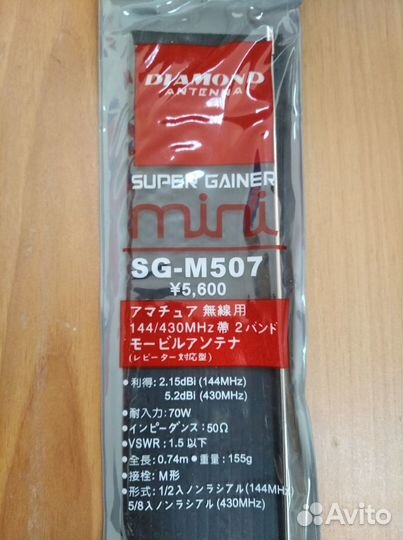 DIAMOND
ANTENNA
SUPER GAINER
mini
SG-M507
¥5,600
アマチュア無線用
144/430MHz帯 2バンド
モービルアンテナ
(レピーター対応型)
•利得: 2.15dBi (144MHz)
5.2dBi (430MHz)
•耐入力: 70W
•インピーダンス: 50Ω
•VSWR: 1.5以下
•全長: 0.74m •重量: 155g
•接栓: M形
•形式: 1/2λノンラジアル(144MHz)
5/8λノンラジアル(430MHz)
Avito